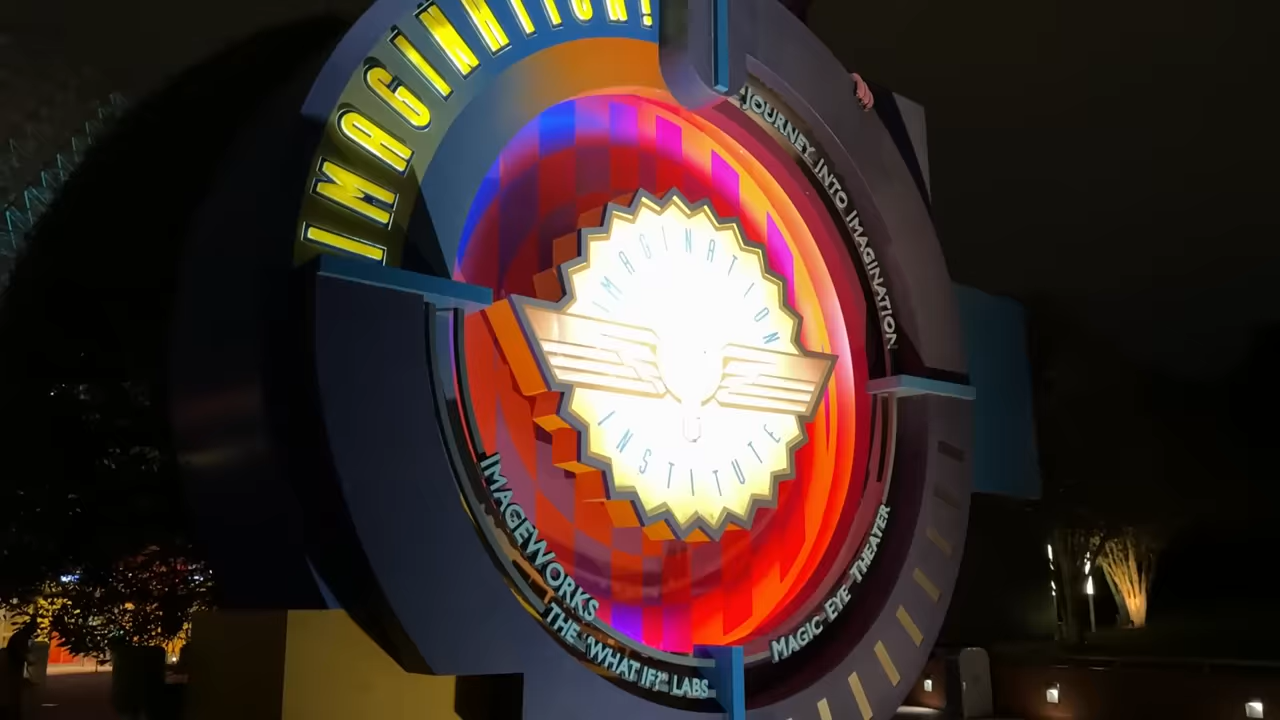 IMAGINATION!
JOURNEY INTO IMAGINATION
IMAGINATION
INSTITUTE
IMAGEWORKS
THE "WHAT IF?" LABS
MAGIC-EYE-THEATER